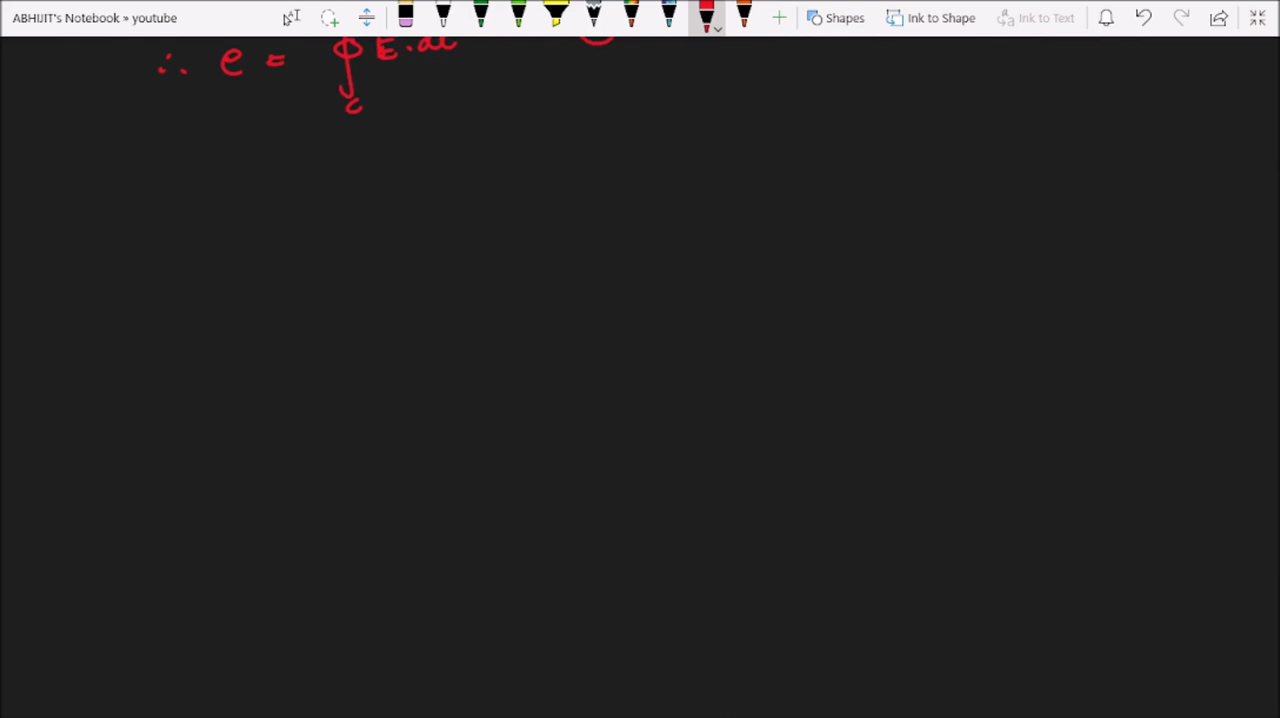 ABHIJIT's Notebook » youtube
Shapes
Ink to Shape
Ink to Text
∴ e = ∮ E.dl
c